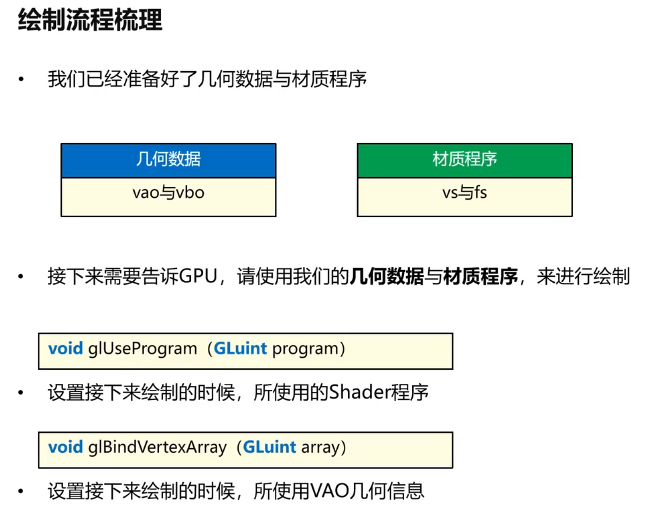 绘制流程梳理
• 我们已经准备好了几何数据与材质程序
几何数据 材质程序
vao与vbo vs与fs
• 接下来需要告诉GPU，请使用我们的几何数据与材质程序，来进行绘制
void glUseProgram（GLuint program）
• 设置接下来绘制的时候，所使用的Shader程序
void glBindVertexArray（GLuint array）
• 设置接下来绘制的时候，所使用VAO几何信息